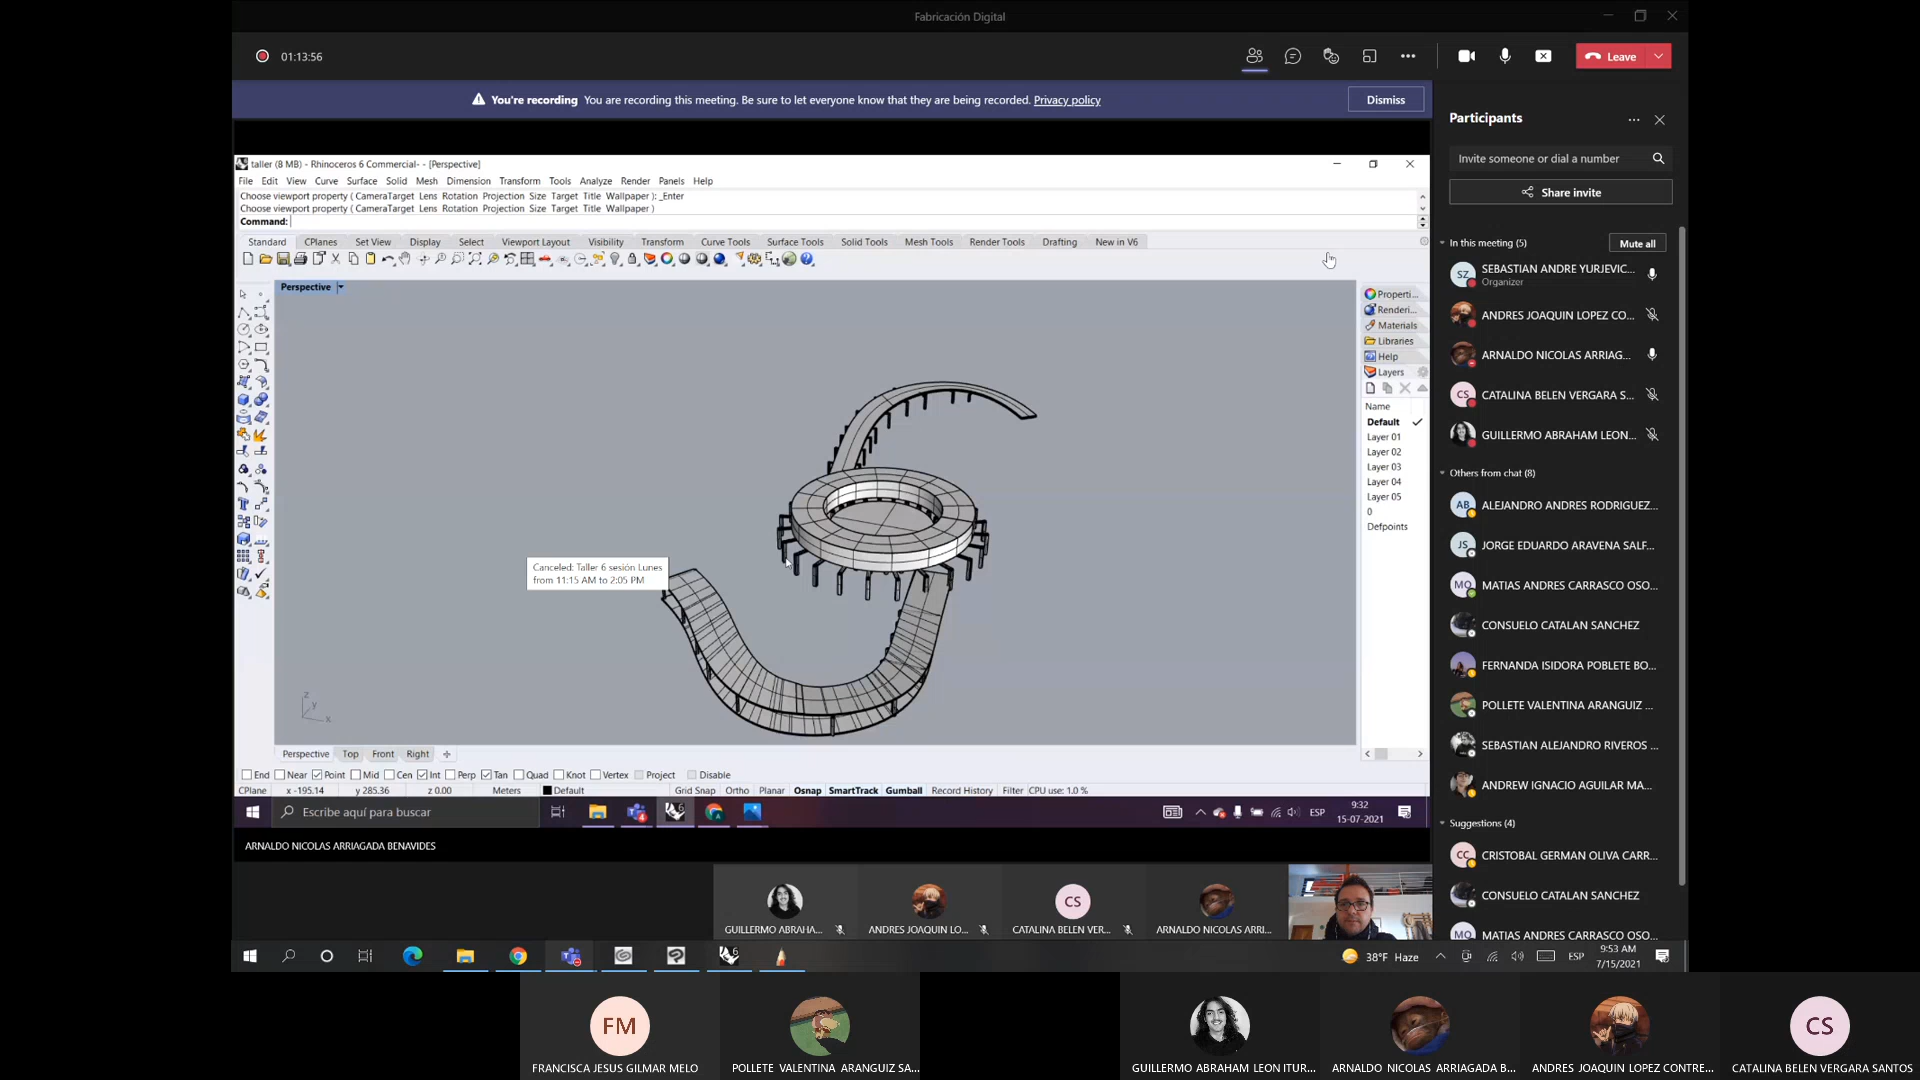 Fabricación Digital
01:13:56
Leave
You're recording You are recording this meeting. Be sure to let everyone know that they are being recorded. Privacy policy
Dismiss
taller (8 MB) - Rhinoceros 6 Commercial- - [Perspective]
File Edit View Curve Surface Solid Mesh Dimension Transform Tools Analyze Render Panels Help
Choose viewport property ( CameraTarget Lens Rotation Projection Size Target Title Wallpaper ): _Enter
Choose viewport property ( CameraTarget Lens Rotation Projection Size Target Title Wallpaper )
Command:
Standard CPlanes Set View Display Select Viewport Layout Visibility Transform Curve Tools Surface Tools Solid Tools Mesh Tools Render Tools Drafting New in V6
Perspective
Properti...
Renderi...
Materials
Libraries
Help
Layers
Name
Default
Layer 01
Layer 02
Layer 03
Layer 04
Layer 05
0
Defpoints
Canceled: Taller 6 sesión Lunes
from 11:15 AM to 2:05 PM
z
y
x
Perspective Top Front Right
End Near Point Mid Cen Int Perp Tan Quad Knot Vertex Project Disable
CPlane x -195.14 y 285.36 z 0.00 Meters Default Grid Snap Ortho Planar Osnap SmartTrack Gumball Record History Filter CPU use: 1.0 %
Escribe aquí para buscar
ESP
9:32
15-07-2021
ARNALDO NICOLAS ARRIAGADA BENAVIDES
Participants
Invite someone or dial a number
Share invite
In this meeting (5)
Mute all
SZ
SEBASTIAN ANDRE YURJEVIC...
Organizer
ANDRES JOAQUIN LOPEZ CO...
ARNALDO NICOLAS ARRIAG...
CS
CATALINA BELEN VERGARA S...
GUILLERMO ABRAHAM LEON...
Others from chat (8)
AB
ALEJANDRO ANDRES RODRIGUEZ...
JS
JORGE EDUARDO ARAVENA SALF...
MO
MATIAS ANDRES CARRASCO OSO...
CONSUELO CATALAN SANCHEZ
FERNANDA ISIDORA POBLETE BO...
POLLETE VALENTINA ARANGUIZ ...
SEBASTIAN ALEJANDRO RIVEROS ...
ANDREW IGNACIO AGUILAR MA...
Suggestions (4)
CC
CRISTOBAL GERMAN OLIVA CARR...
CONSUELO CATALAN SANCHEZ
MO
MATIAS ANDRES CARRASCO OSO...
CS
GUILLERMO ABRAHA...
ANDRES JOAQUIN LO...
CATALINA BELEN VER...
ARNALDO NICOLAS ARRI...
38°F Haze
ESP
9:53 AM
7/15/2021
FM
CS
FRANCISCA JESUS GILMAR MELO
POLLETE VALENTINA ARANGUIZ SA...
GUILLERMO ABRAHAM LEON ITUR...
ARNALDO NICOLAS ARRIAGADA B...
ANDRES JOAQUIN LOPEZ CONTRE...
CATALINA BELEN VERGARA SANTOS